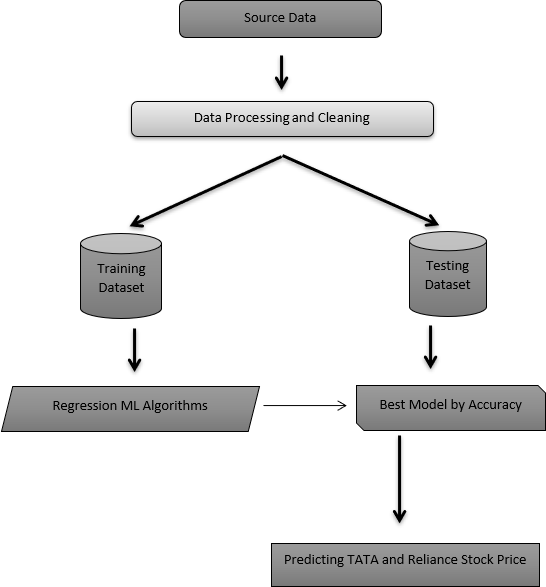 Source Data
Data Processing and Cleaning
Training
Dataset
Testing
Dataset
Regression ML Algorithms
Best Model by Accuracy
Predicting TATA and Reliance Stock Price